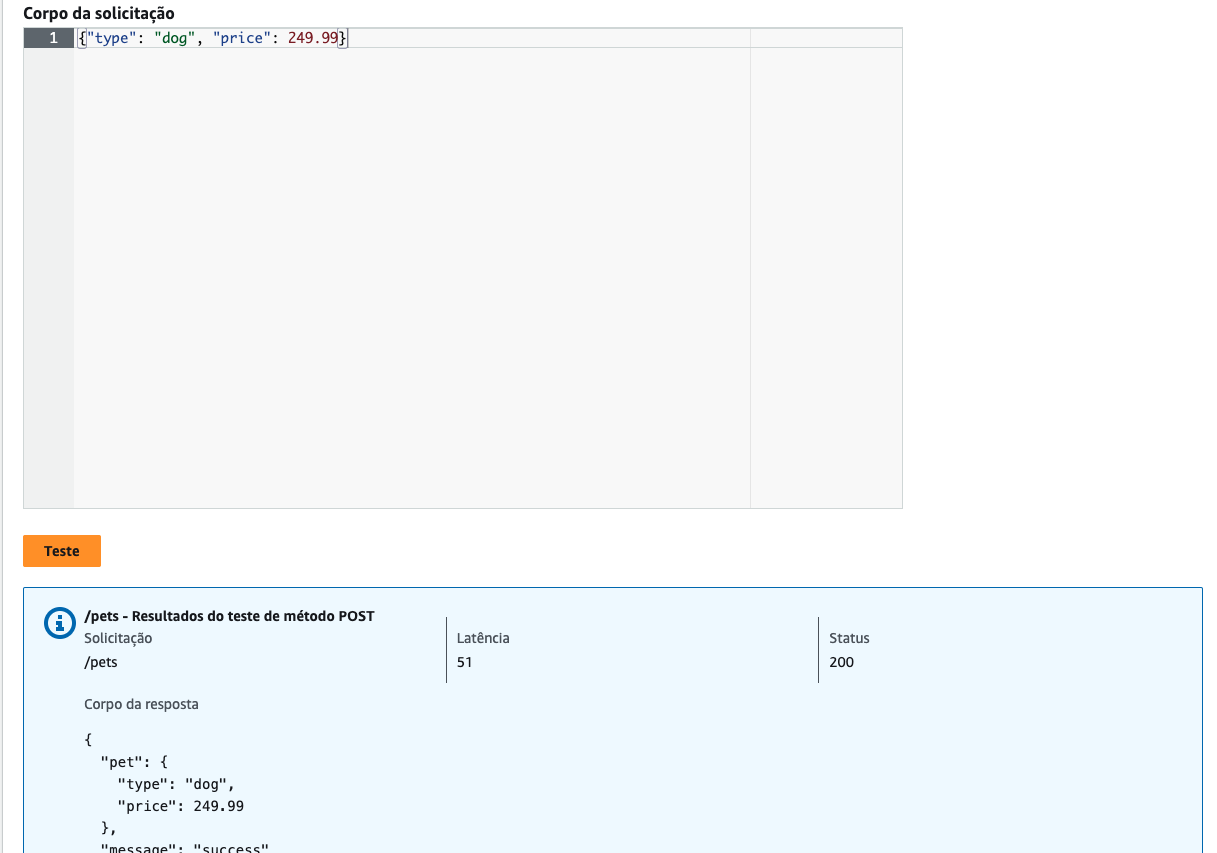 Corpo da solicitação
1 {"type": "dog", "price": 249.99}
Teste
/pets - Resultados do teste de método POST
Solicitação
/pets
Latência
51
Status
200
Corpo da resposta
{
"pet": {
"type": "dog",
"price": 249.99
},
"message": "success"